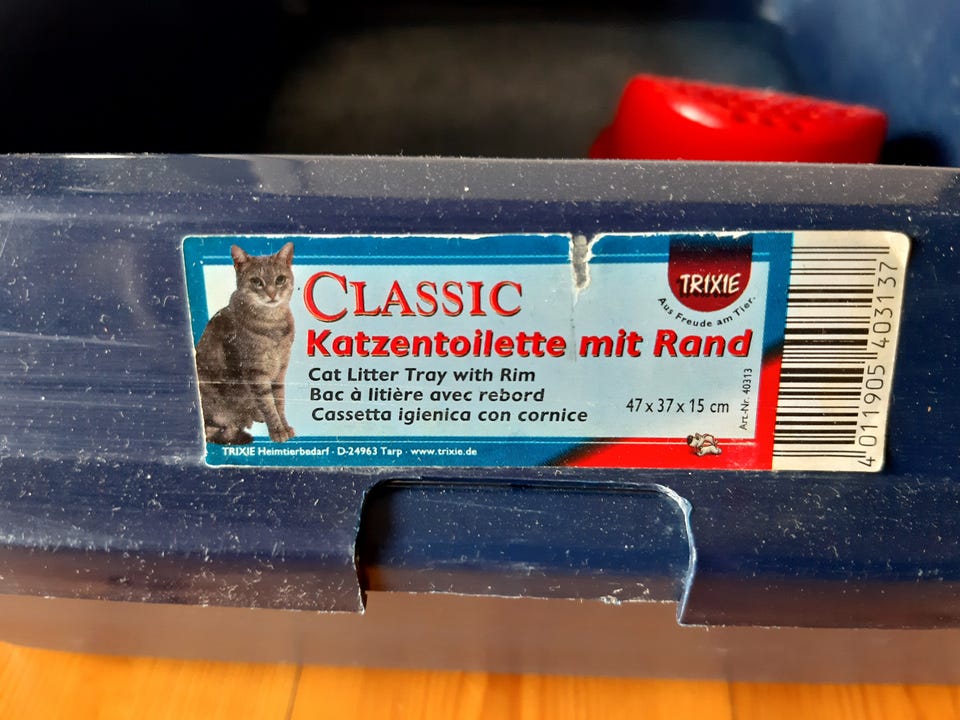 CLASSIC
Katzentoilette mit Rand
Cat Litter Tray with Rim
Bac à litière avec rebord
Cassetta igienica con cornice
47 x 37 x 15 cm
TRIXIE
Aus Freude am Tier.
Art.-Nr. 40313
TRIXIE Heimtierbedarf · D-24963 Tarp · www.trixie.de
4 011905 403137